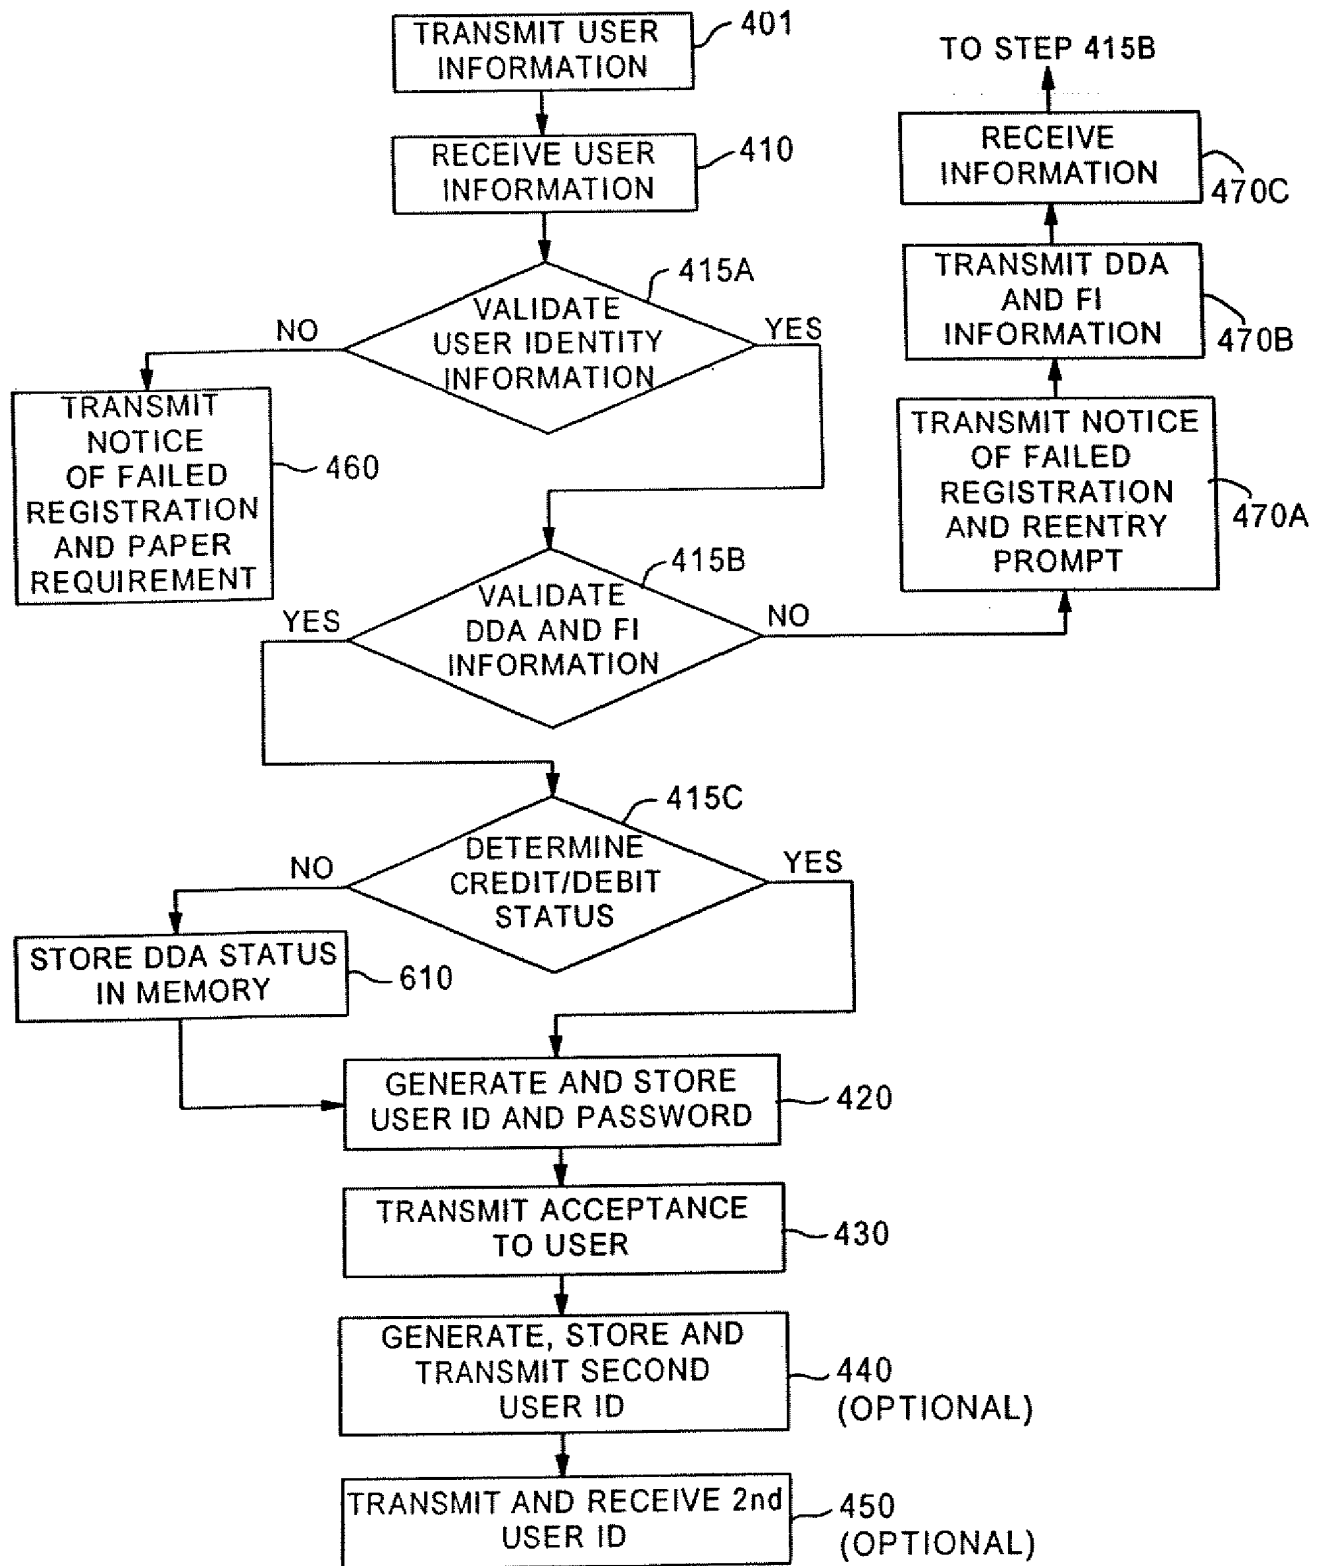 TRANSMIT USER
INFORMATION
401
RECEIVE USER
INFORMATION
410
415A
VALIDATE
USER IDENTITY
INFORMATION
NO
YES
TRANSMIT
NOTICE
OF FAILED
REGISTRATION
AND PAPER
REQUIREMENT
460
415B
VALIDATE
DDA AND FI
INFORMATION
YES
NO
TO STEP 415B
RECEIVE
INFORMATION
470C
TRANSMIT DDA
AND FI
INFORMATION
470B
TRANSMIT NOTICE
OF FAILED
REGISTRATION
AND REENTRY
PROMPT
470A
415C
DETERMINE
CREDIT/DEBIT
STATUS
NO
YES
STORE DDA STATUS
IN MEMORY
610
GENERATE AND STORE
USER ID AND PASSWORD
420
TRANSMIT ACCEPTANCE
TO USER
430
GENERATE, STORE AND
TRANSMIT SECOND
USER ID
440
(OPTIONAL)
TRANSMIT AND RECEIVE 2nd
USER ID
450
(OPTIONAL)